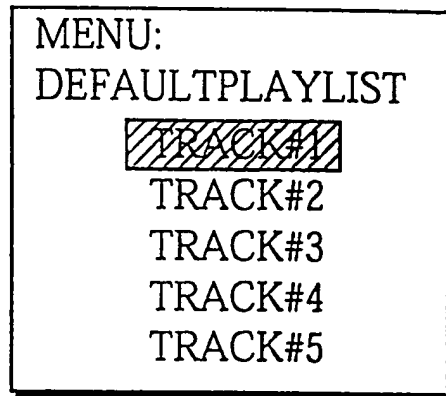 MENU:
DEFAULTPLAYLIST
TRACK#1
TRACK#2
TRACK#3
TRACK#4
TRACK#5